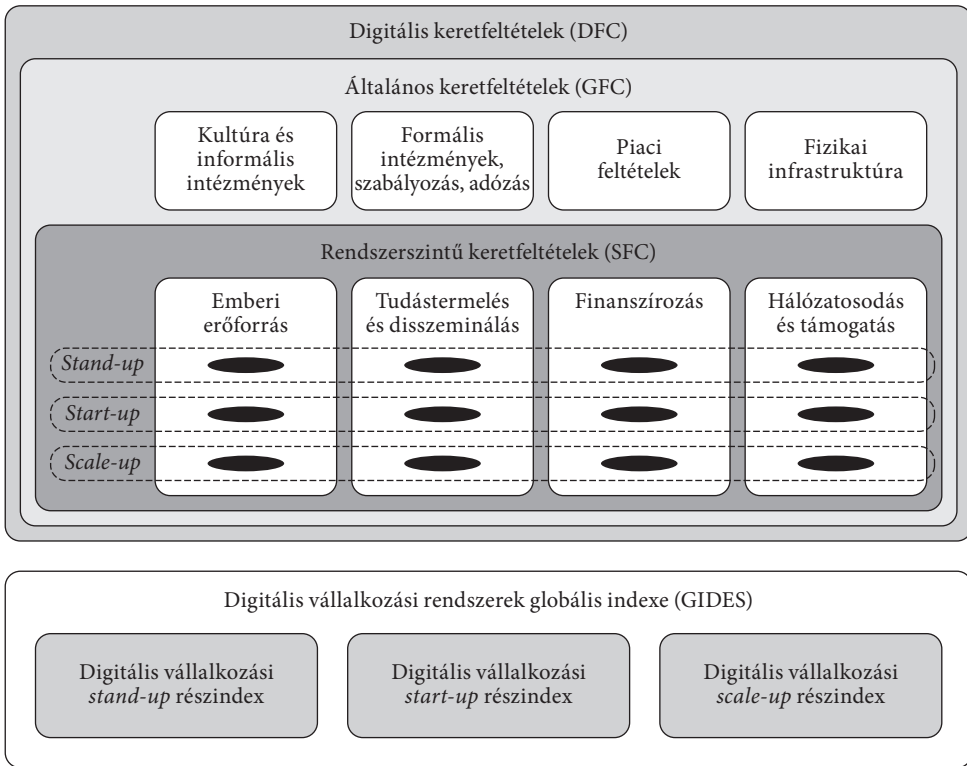 Digitális keretfeltételek (DFC)
Általános keretfeltételek (GFC)
Kultúra és
informális
intézmények
Formális
intézmények,
szabályozás, adózás
Piaci
feltételek
Fizikai
infrastruktúra
Rendszerszintű keretfeltételek (SFC)
Emberi
erőforrás
Tudástermelés
és disszeminálás
Finanszírozás
Hálózatosodás
és támogatás
Stand-up
Start-up
Scale-up
Digitális vállalkozási rendszerek globális indexe (GIDES)
Digitális vállalkozási
stand-up részindex
Digitális vállalkozási
start-up részindex
Digitális vállalkozási
scale-up részindex